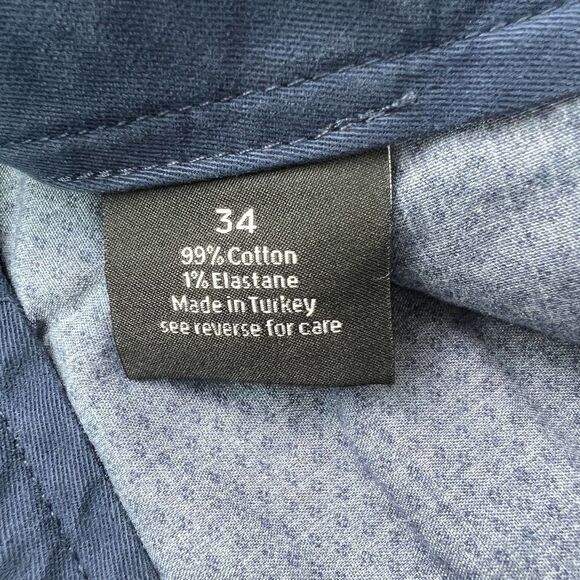 34
99% Cotton
1% Elastane
Made in Turkey
see reverse for care